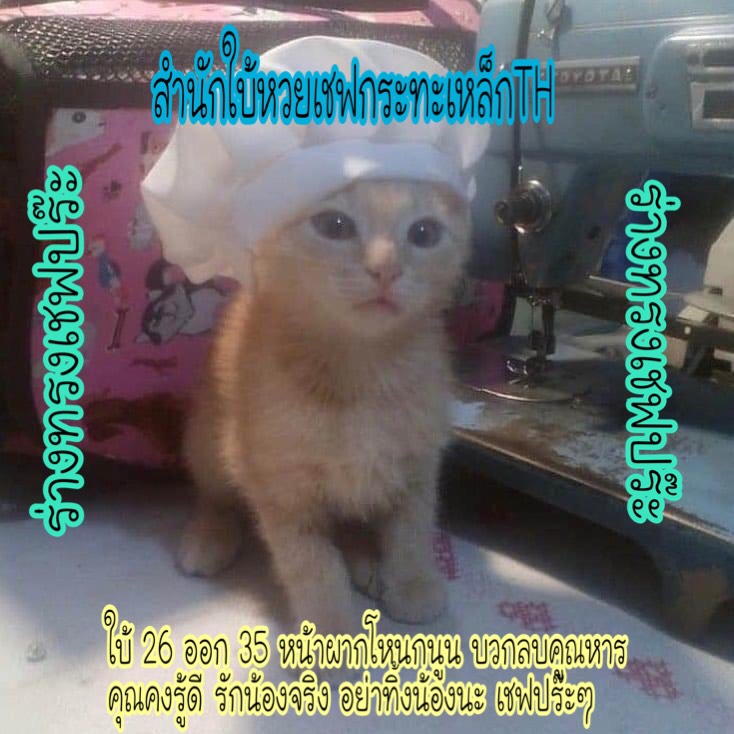 สำนักใบ้หวยเชฟกระทะเหล็กTH
TOYOTA
ร่างทรงเชฟปร๊ะ
ร่างทรงเชฟปร๊ะ
ใบ้ 26 ออก 35 หน้าผากโหนกนูน บวกลบคูณหาร
คุณคงรู้ดี รักน้องจริง อย่าทิ้งน้องนะ เชฟปร๊ะๆ